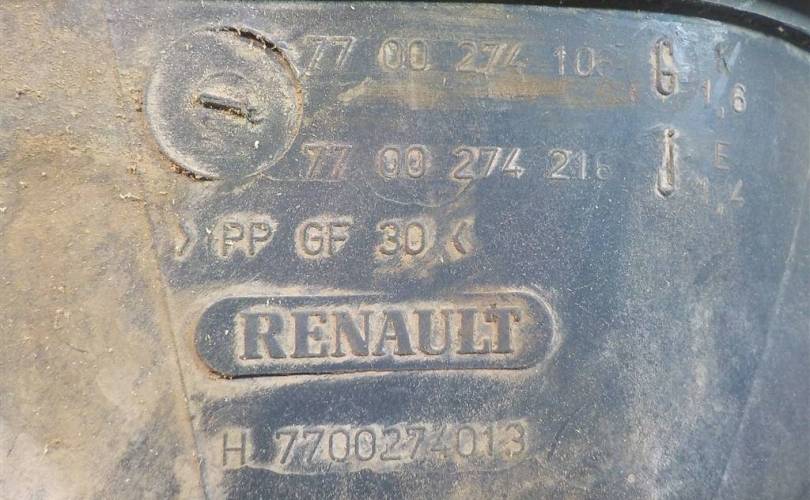 77 00 274 10 G K
1,6
77 00 274 21 E
1,4
>PP GF 30<
RENAULT
H 7700274013